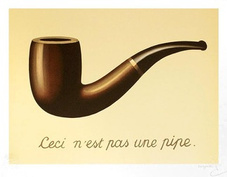 Ceci n'est pas une pipe.